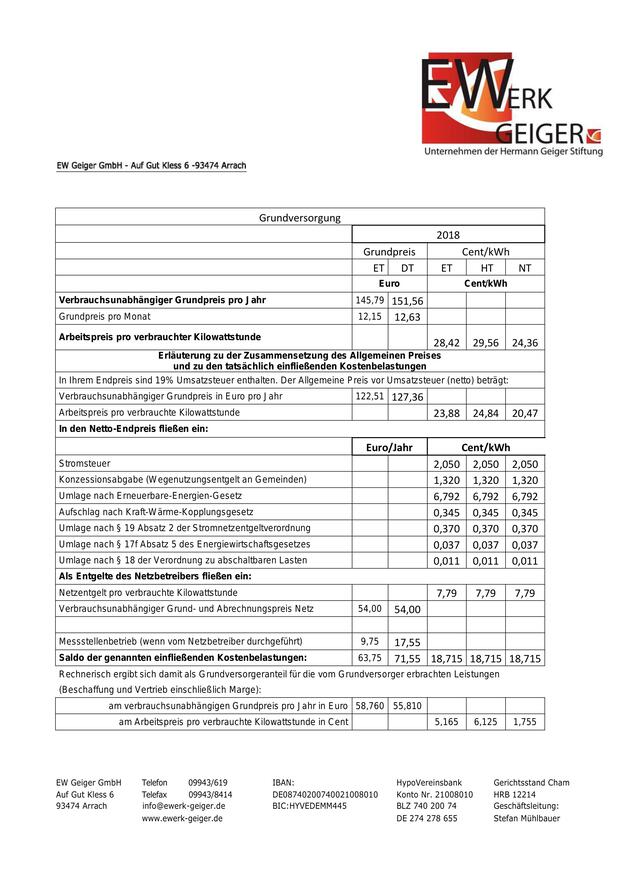 EWERK
GEIGER
Unternehmen der Hermann Geiger Stiftung
EW Geiger GmbH - Auf Gut Kless 6 -93474 Arrach
Grundversorgung
2018
Grundpreis Cent/kWh
ET DT ET HT NT
Euro Cent/kWh
Verbrauchsunabhängiger Grundpreis pro Jahr 145,79 151,56
Grundpreis pro Monat 12,15 12,63
Arbeitspreis pro verbrauchter Kilowattstunde 28,42 29,56 24,36
Erläuterung zu der Zusammensetzung des Allgemeinen Preises
und zu den tatsächlich einfließenden Kostenbelastungen
In Ihrem Endpreis sind 19% Umsatzsteuer enthalten. Der Allgemeine Preis vor Umsatzsteuer (netto) beträgt:
Verbrauchsunabhängiger Grundpreis in Euro pro Jahr 122,51 127,36
Arbeitspreis pro verbrauchte Kilowattstunde 23,88 24,84 20,47
In den Netto-Endpreis fließen ein:
Euro/Jahr Cent/kWh
Stromsteuer 2,050 2,050 2,050
Konzessionsabgabe (Wegenutzungsentgelt an Gemeinden) 1,320 1,320 1,320
Umlage nach Erneuerbare-Energien-Gesetz 6,792 6,792 6,792
Aufschlag nach Kraft-Wärme-Kopplungsgesetz 0,345 0,345 0,345
Umlage nach § 19 Absatz 2 der Stromnetzentgeltverordnung 0,370 0,370 0,370
Umlage nach § 17f Absatz 5 des Energiewirtschaftsgesetzes 0,037 0,037 0,037
Umlage nach § 18 der Verordnung zu abschaltbaren Lasten 0,011 0,011 0,011
Als Entgelte des Netzbetreibers fließen ein:
Netzentgelt pro verbrauchte Kilowattstunde 7,79 7,79 7,79
Verbrauchsunabhängiger Grund- und Abrechnungspreis Netz 54,00 54,00
Messstellenbetrieb (wenn vom Netzbetreiber durchgeführt) 9,75 17,55
Saldo der genannten einfließenden Kostenbelastungen: 63,75 71,55 18,715 18,715 18,715
Rechnerisch ergibt sich damit als Grundversorgeranteil für die vom Grundversorger erbrachten Leistungen
(Beschaffung und Vertrieb einschließlich Marge):
am verbrauchsunabhängigen Grundpreis pro Jahr in Euro 58,760 55,810
am Arbeitspreis pro verbrauchte Kilowattstunde in Cent 5,165 6,125 1,755
EW Geiger GmbH Telefon 09943/619 IBAN: HypoVereinsbank Gerichtsstand Cham
Auf Gut Kless 6 Telefax 09943/8414 DE08740200740021008010 Konto Nr. 21008010 HRB 12214
93474 Arrach info@ewerk-geiger.de BIC:HYVEDEMM445 BLZ 740 200 74 Geschäftsleitung:
www.ewerk-geiger.de DE 274 278 655 Stefan Mühlbauer